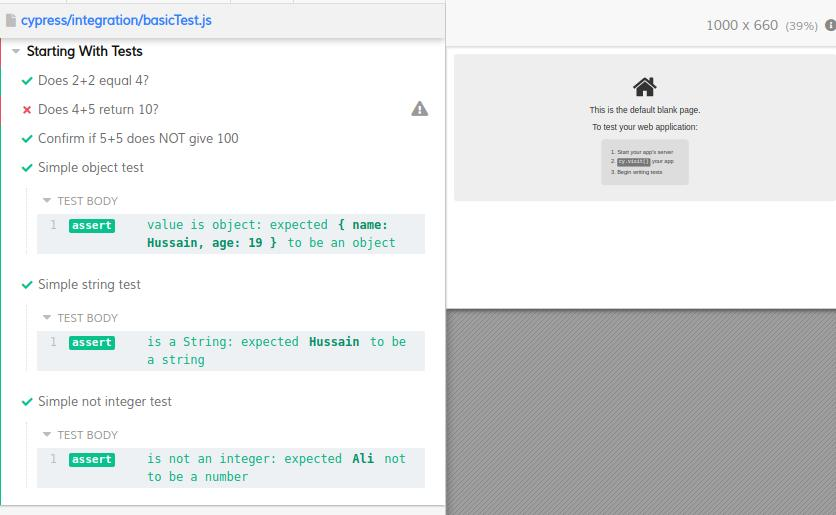 cypress/integration/basicTest.js
Starting With Tests
Does 2+2 equal 4?
Does 4+5 return 10?
Confirm if 5+5 does NOT give 100
Simple object test
TEST BODY
1 assert value is object: expected { name:
Hussain, age: 19 } to be an object
Simple string test
TEST BODY
1 assert is a String: expected Hussain to be
a string
Simple not integer test
TEST BODY
1 assert is not an integer: expected Ali not
to be a number
1000 x 660 (39%)
This is the default blank page.
To test your web application:
1. Start your app's server
2. cy.visit() your app
3. Begin writing tests